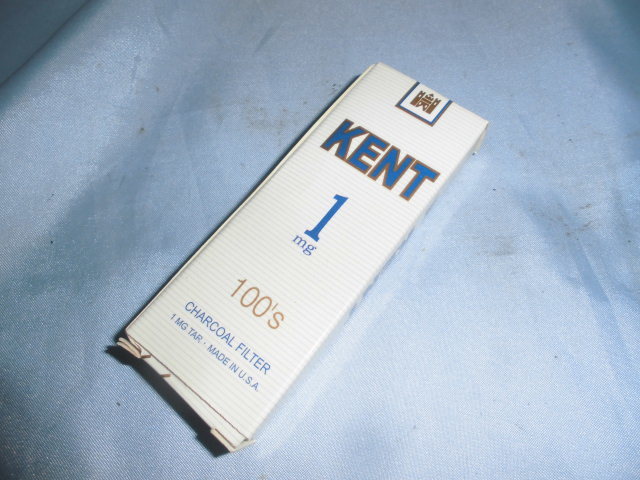 KENT
1
mg
100's
CHARCOAL FILTER
1 MG TAR. · MADE IN U.S.A.